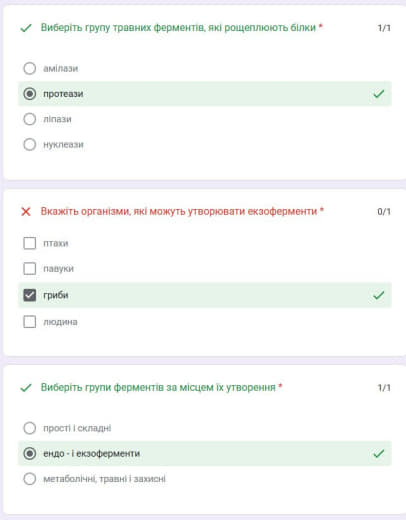 Виберіть групу травних ферментів, які рощеплюють білки * 1/1
амілази
протеази
ліпази
нуклеази
Вкажіть організми, які можуть утворювати екзоферменти * 0/1
птахи
павуки
гриби
людина
Виберіть групи ферментів за місцем їх утворення * 1/1
прості і складні
ендо - і екзоферменти
метаболічні, травні і захисні